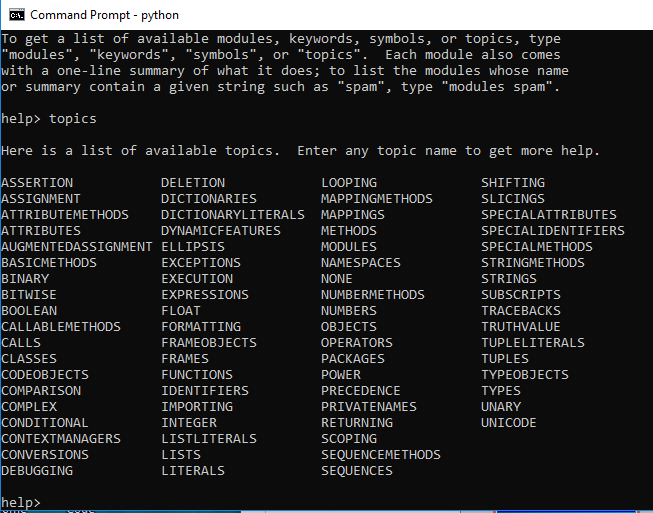 Command Prompt - python
To get a list of available modules, keywords, symbols, or topics, type
"modules", "keywords", "symbols", or "topics".  Each module also comes
with a one-line summary of what it does; to list the modules whose name
or summary contain a given string such as "spam", type "modules spam".
help> topics
Here is a list of available topics.  Enter any topic name to get more help.
ASSERTION           DELETION            LOOPING             SHIFTING
ASSIGNMENT          DICTIONARIES        MAPPINGMETHODS      SLICINGS
ATTRIBUTEMETHODS    DICTIONARYLITERALS  MAPPINGS            SPECIALATTRIBUTES
ATTRIBUTES          DYNAMICFEATURES     METHODS             SPECIALIDENTIFIERS
AUGMENTEDASSIGNMENT ELLIPSIS            MODULES             SPECIALMETHODS
BASICMETHODS        EXCEPTIONS          NAMESPACES          STRINGMETHODS
BINARY              EXECUTION           NONE                STRINGS
BITWISE             EXPRESSIONS         NUMBERMETHODS       SUBSCRIPTS
BOOLEAN             FLOAT               NUMBERS             TRACEBACKS
CALLABLEMETHODS     FORMATTING          OBJECTS             TRUTHVALUE
CALLS               FRAMEOBJECTS        OPERATORS           TUPLELITERALS
CLASSES             FRAMES              PACKAGES            TUPLES
CODEOBJECTS         FUNCTIONS           POWER               TYPEOBJECTS
COMPARISON          IDENTIFIERS         PRECEDENCE          TYPES
COMPLEX             IMPORTING           PRIVATENAMES        UNARY
CONDITIONAL         INTEGER             RETURNING           UNICODE
CONTEXTMANAGERS     LISTLITERALS        SCOPING
CONVERSIONS         LISTS               SEQUENCEMETHODS
DEBUGGING           LITERALS            SEQUENCES
help>